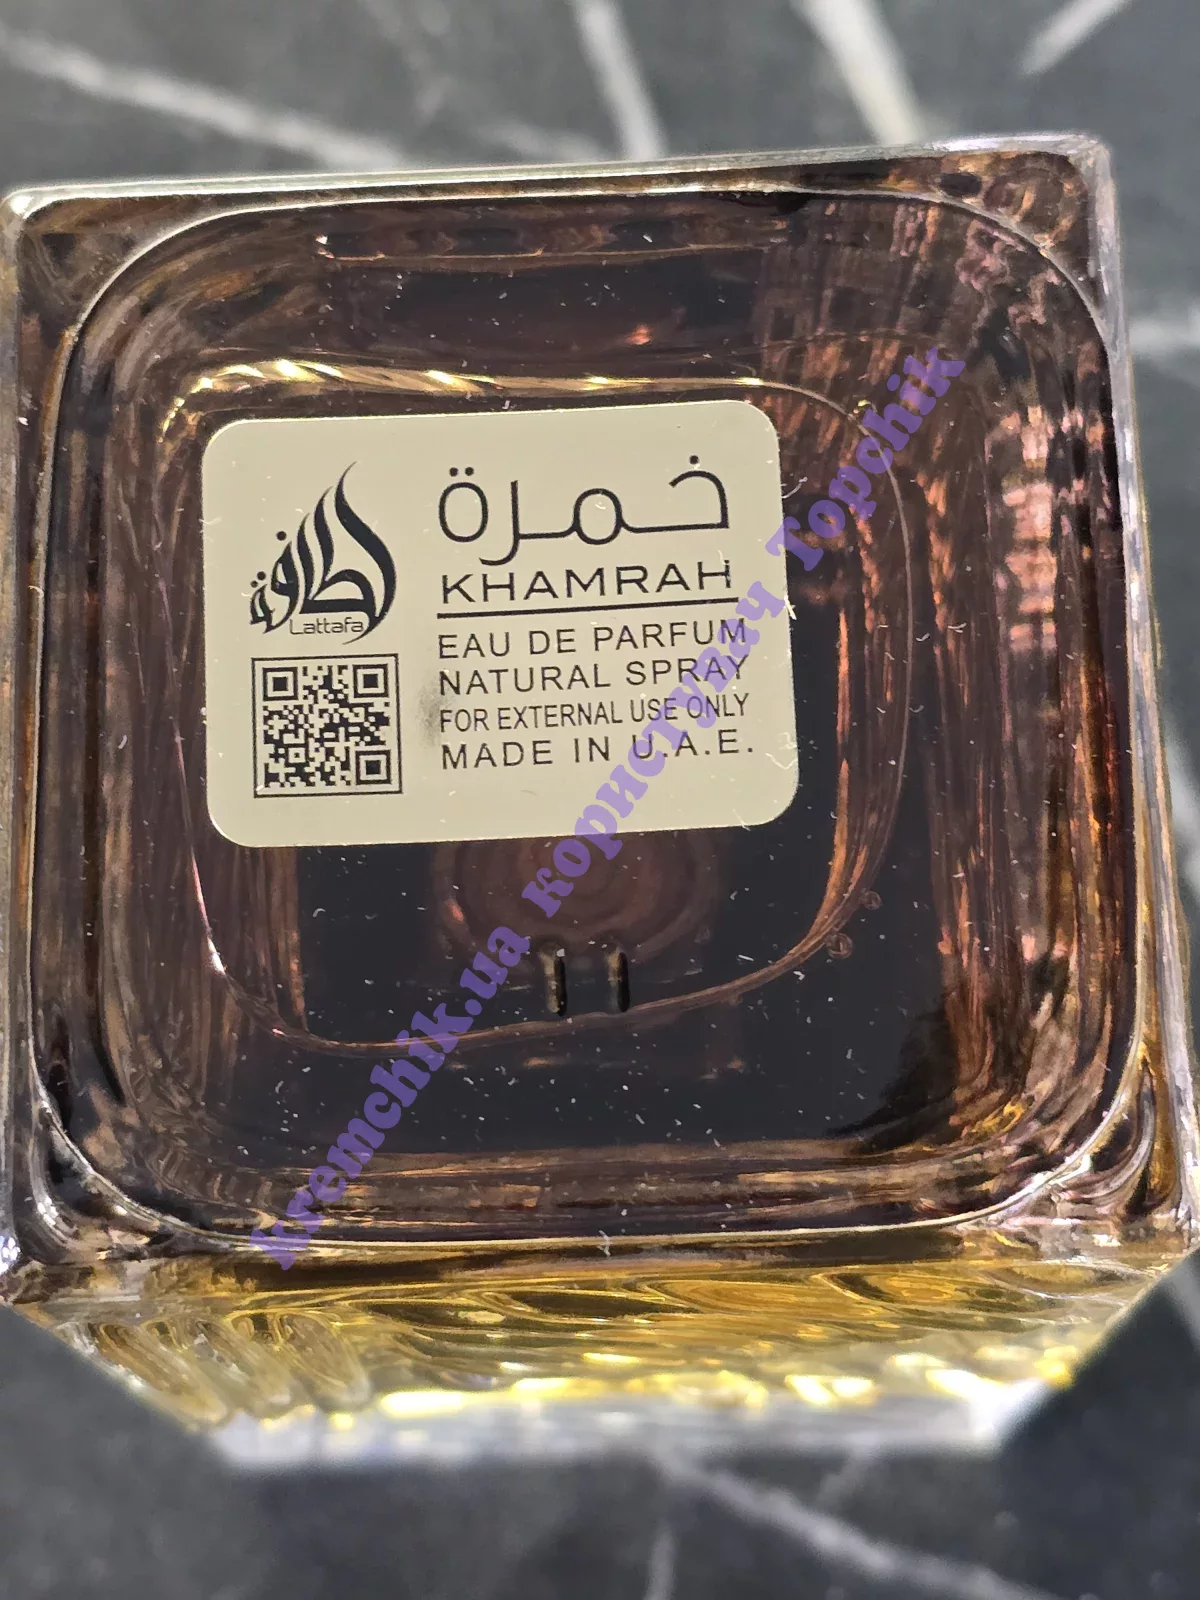 خمرة
KHAMRAH
لطافة
Lattafa
EAU DE PARFUM
NATURAL SPRAY
FOR EXTERNAL USE ONLY
MADE IN U.A.E.
kremchik.ua користувач Topchik